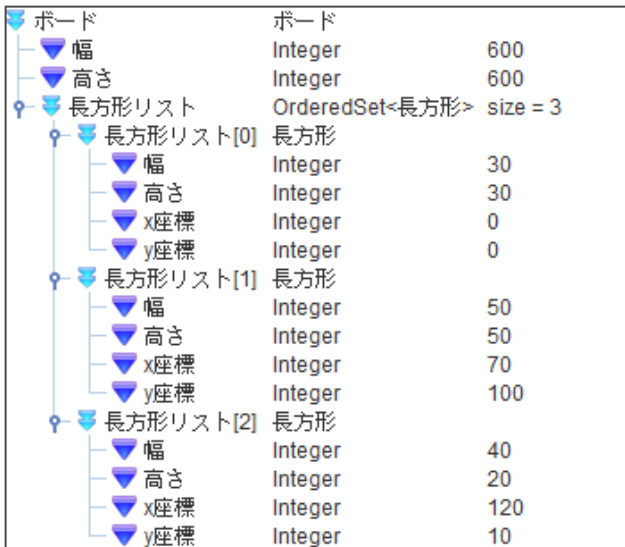 ボード ボード
幅 Integer 600
高さ Integer 600
長方形リスト OrderedSet<長方形> size = 3
長方形リスト[0] 長方形
幅 Integer 30
高さ Integer 30
x座標 Integer 0
y座標 Integer 0
長方形リスト[1] 長方形
幅 Integer 50
高さ Integer 50
x座標 Integer 70
y座標 Integer 100
長方形リスト[2] 長方形
幅 Integer 40
高さ Integer 20
x座標 Integer 120
y座標 Integer 10